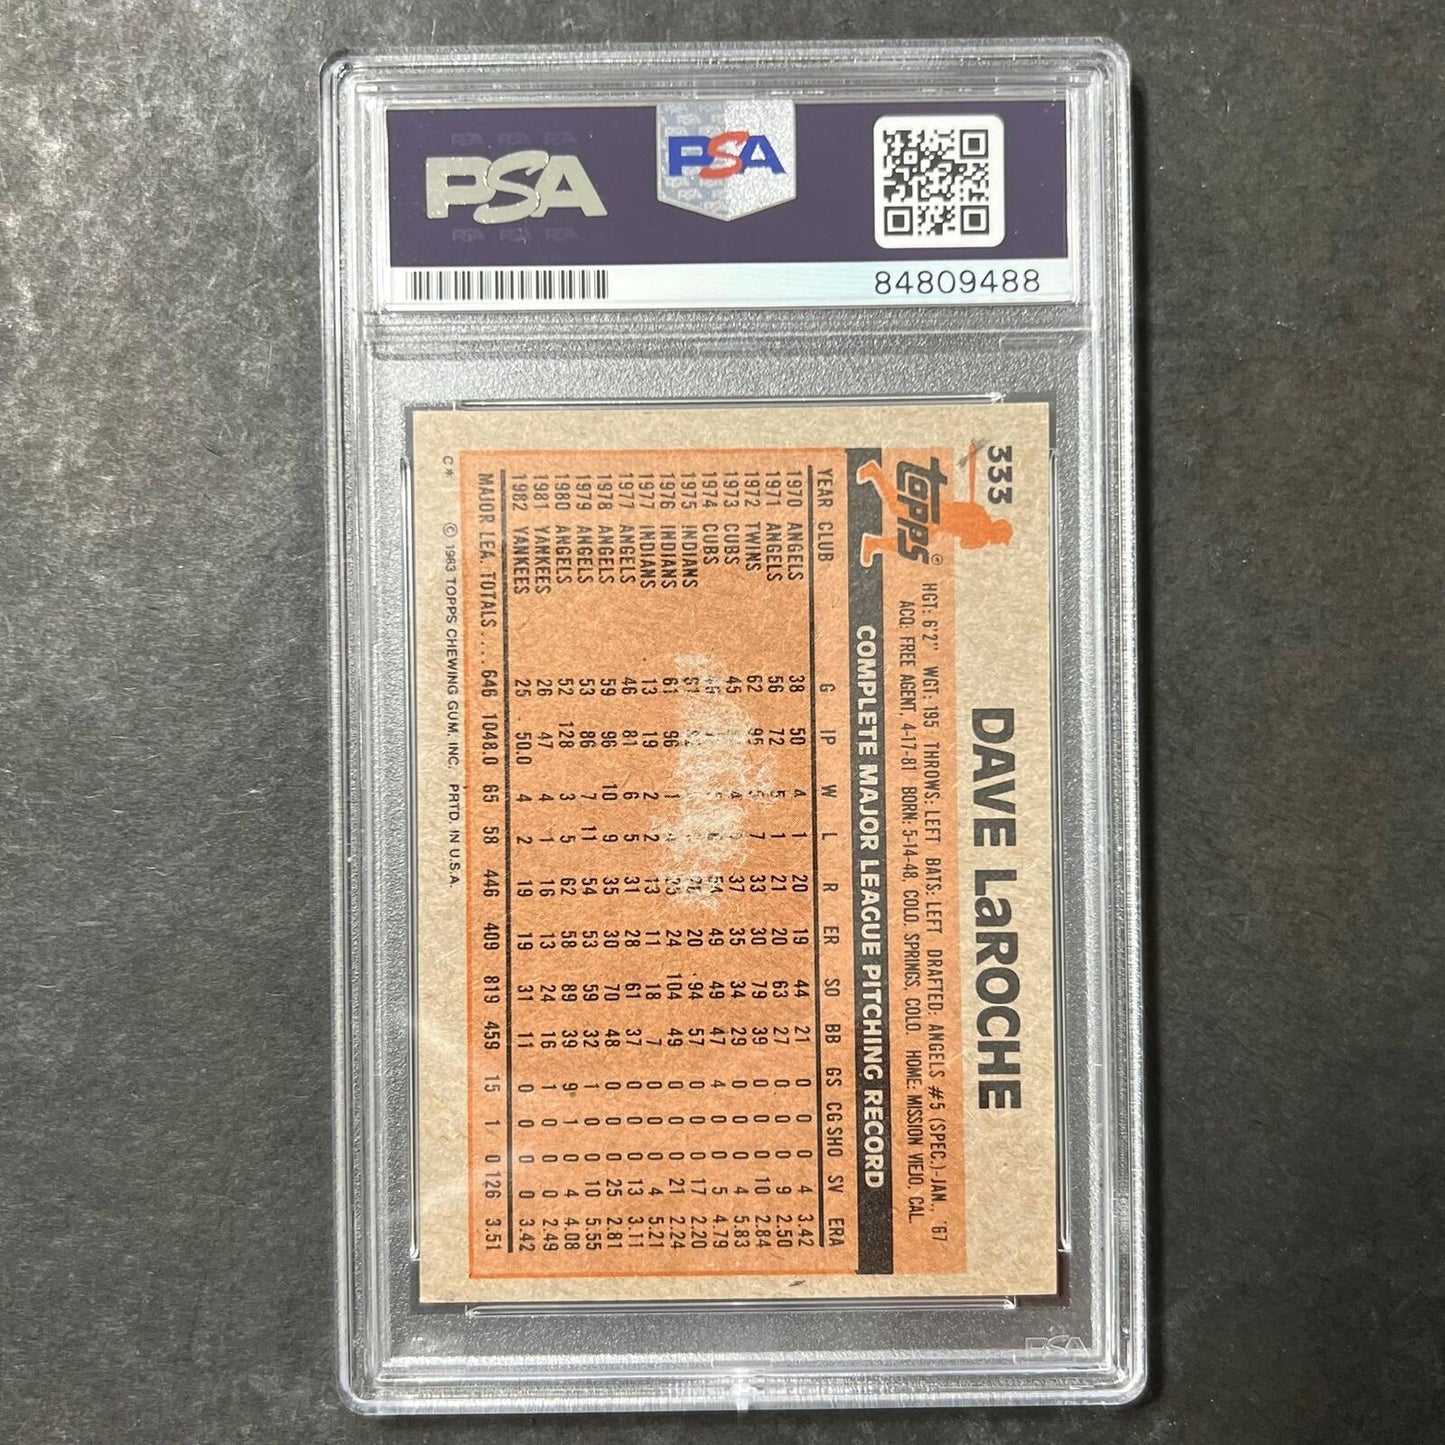 PSA
PSA
84809488
333
DAVE LaROCHE
TOPPS®
HGT: 6'2" WGT: 195 THROWS: LEFT BATS: LEFT DRAFTED: ANGELS #5 (SPEC.)-JAN., '67
ACQ: FREE AGENT, 4-17-81 BORN: 5-14-48, COLO. SPRINGS, COLO. HOME: MISSION VIEJO, CAL.
COMPLETE MAJOR LEAGUE PITCHING RECORD
YEAR CLUB G IP W L R ER SO BB GS CG SHO SV ERA
1970 ANGELS 38 50 4 1 20 19 44 21 0 0 0 4 3.42
1971 ANGELS 56 72 5 1 21 20 63 27 0 0 0 9 2.50
1972 TWINS 62 95 5 7 33 30 79 39 0 0 0 10 2.84
1973 CUBS 45 4 37 35 34 29 0 0 0 4 5.83
1974 CUBS 54 49 49 47 4 0 0 5 4.79
1975 INDIANS 61 20 94 57 0 0 0 17 2.20
1976 INDIANS 61 96 1 4 24 104 49 0 0 0 21 2.24
1977 INDIANS 13 19 2 2 13 11 18 7 0 0 0 4 5.21
1977 ANGELS 46 81 6 5 31 28 61 37 0 0 0 13 3.11
1978 ANGELS 59 96 10 9 35 30 70 48 0 0 0 25 2.81
1979 ANGELS 53 86 7 11 54 53 59 32 1 0 0 10 5.55
1980 ANGELS 52 128 3 5 62 58 89 39 9 1 0 4 4.08
1981 YANKEES 26 47 4 1 16 13 24 16 1 0 0 0 2.49
1982 YANKEES 25 50.0 4 2 19 19 31 11 0 0 0 0 3.42
MAJOR LEA. TOTALS.... 646 1048.0 65 58 446 409 819 459 15 1 0 126 3.51
C* © 1983 TOPPS CHEWING GUM, INC. PRTD. IN U.S.A.
PSA